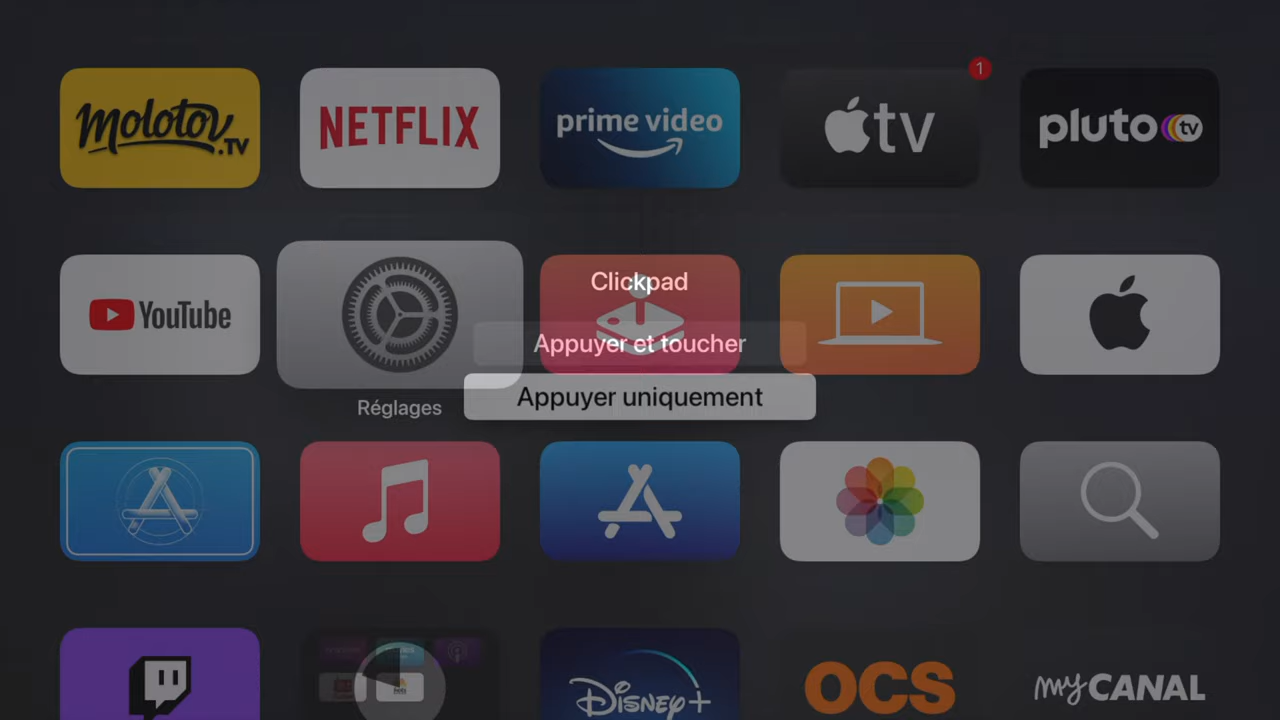 molotov.TV
NETFLIX
prime video
tv
1
pluto tv
YouTube
Clickpad
Appuyer et toucher
Appuyer uniquement
Réglages
Disney+
OCS
myCANAL